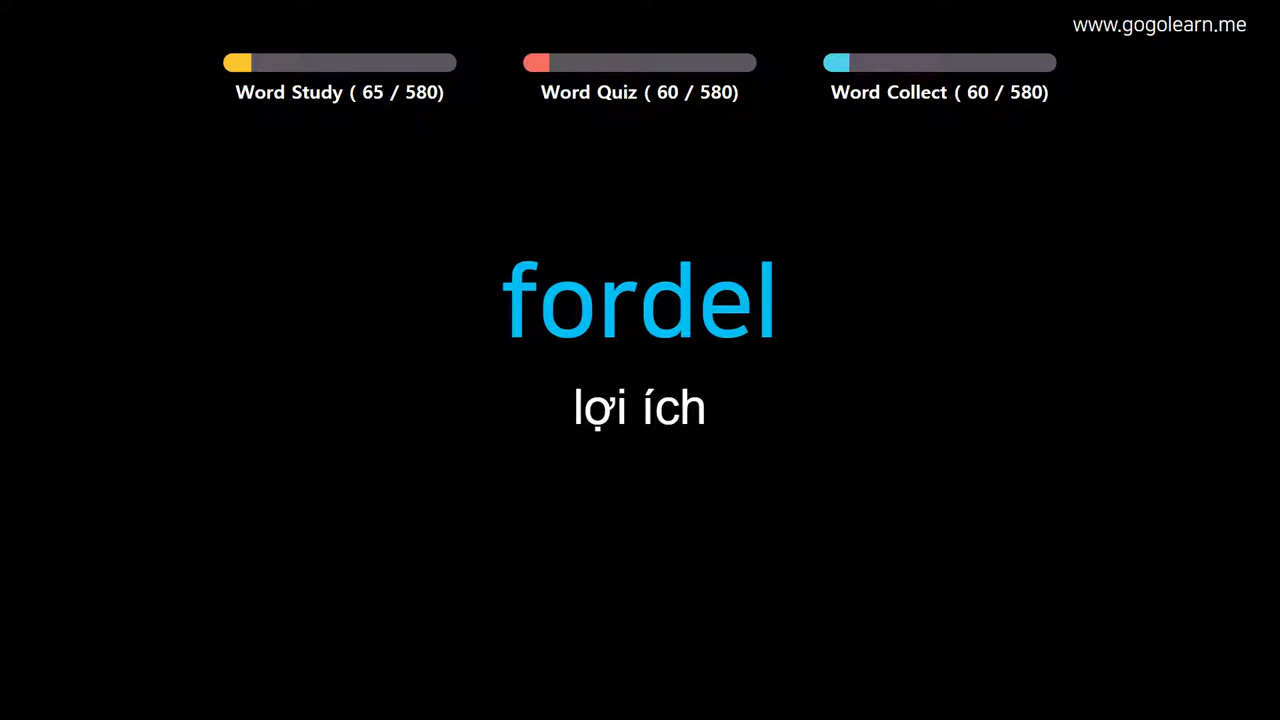 www.gogolearn.me
Word Study ( 65 / 580)
Word Quiz ( 60 / 580)
Word Collect ( 60 / 580)
fordel
lợi ích